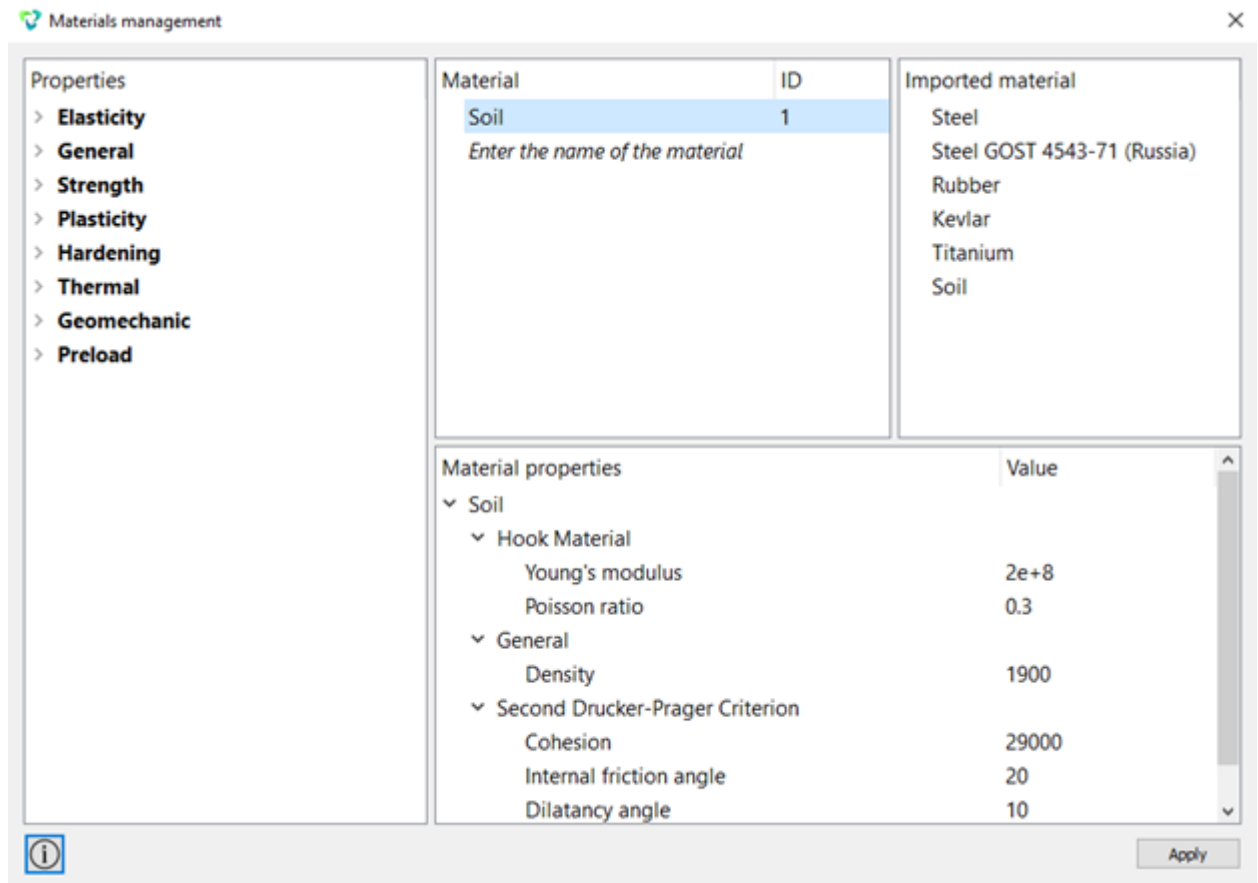 Materials management
Properties
Elasticity
General
Strength
Plasticity
Hardening
Thermal
Geomechanic
Preload
Material ID
Soil 1
Enter the name of the material
Imported material
Steel
Steel GOST 4543-71 (Russia)
Rubber
Kevlar
Titanium
Soil
Material properties Value
Soil
Hook Material
Young's modulus 2e+8
Poisson ratio 0.3
General
Density 1900
Second Drucker-Prager Criterion
Cohesion 29000
Internal friction angle 20
Dilatancy angle 10
Apply